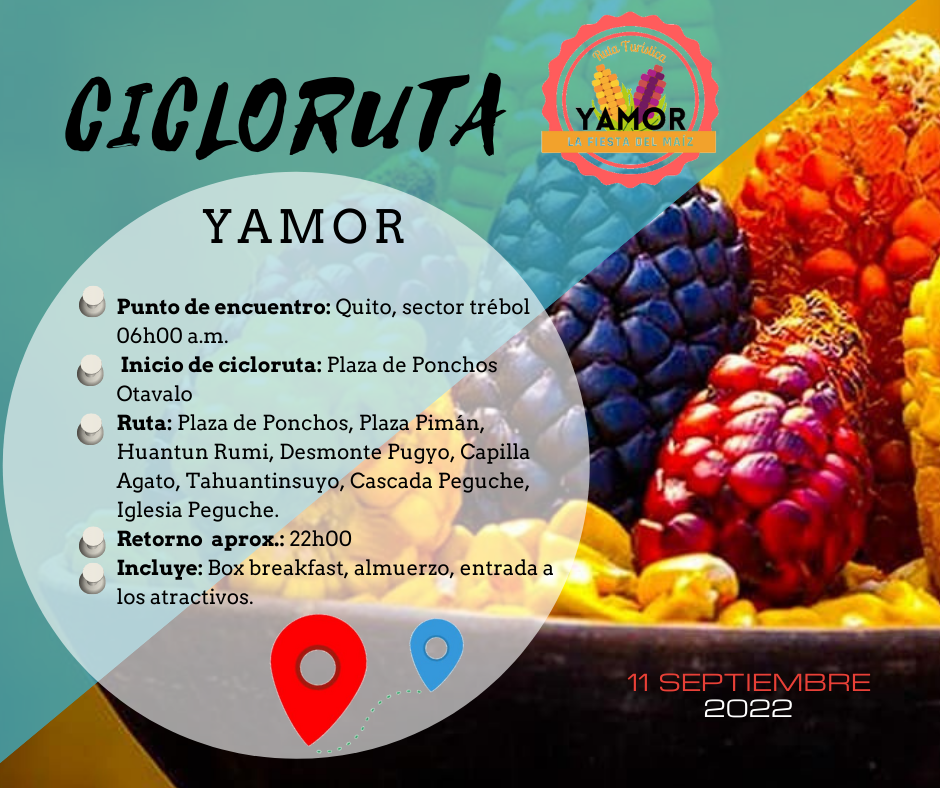 CICLORUTA
Ruta Turística
YAMOR
LA FIESTA DEL MAIZ
YAMOR
Punto de encuentro: Quito, sector trébol
06h00 a.m.
Inicio de cicloruta: Plaza de Ponchos
Otavalo
Ruta: Plaza de Ponchos, Plaza Pimán,
Huantun Rumi, Desmonte Pugyo, Capilla
Agato, Tahuantinsuyo, Cascada Peguche,
Iglesia Peguche.
Retorno aprox.: 22h00
Incluye: Box breakfast, almuerzo, entrada a
los atractivos.
11 SEPTIEMBRE
2022